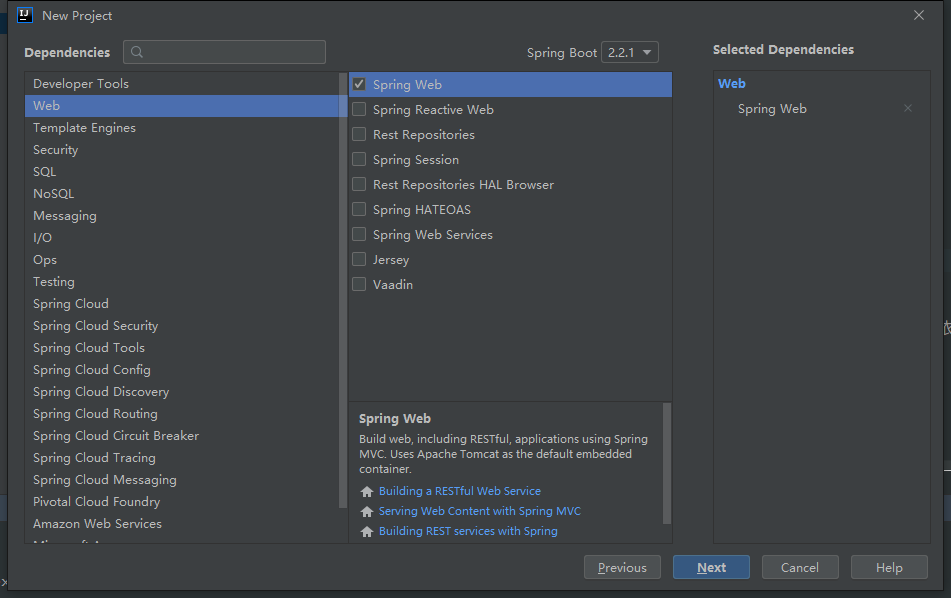 New Project
Dependencies
Spring Boot 2.2.1
Selected Dependencies
Developer Tools
Web
Template Engines
Security
SQL
NoSQL
Messaging
I/O
Ops
Testing
Spring Cloud
Spring Cloud Security
Spring Cloud Tools
Spring Cloud Config
Spring Cloud Discovery
Spring Cloud Routing
Spring Cloud Circuit Breaker
Spring Cloud Tracing
Spring Cloud Messaging
Pivotal Cloud Foundry
Amazon Web Services
Spring Web
Spring Reactive Web
Rest Repositories
Spring Session
Rest Repositories HAL Browser
Spring HATEOAS
Spring Web Services
Jersey
Vaadin
Spring Web
Build web, including RESTful, applications using Spring
MVC. Uses Apache Tomcat as the default embedded
container.
Building a RESTful Web Service
Serving Web Content with Spring MVC
Building REST services with Spring
Web
Spring Web
Previous
Next
Cancel
Help